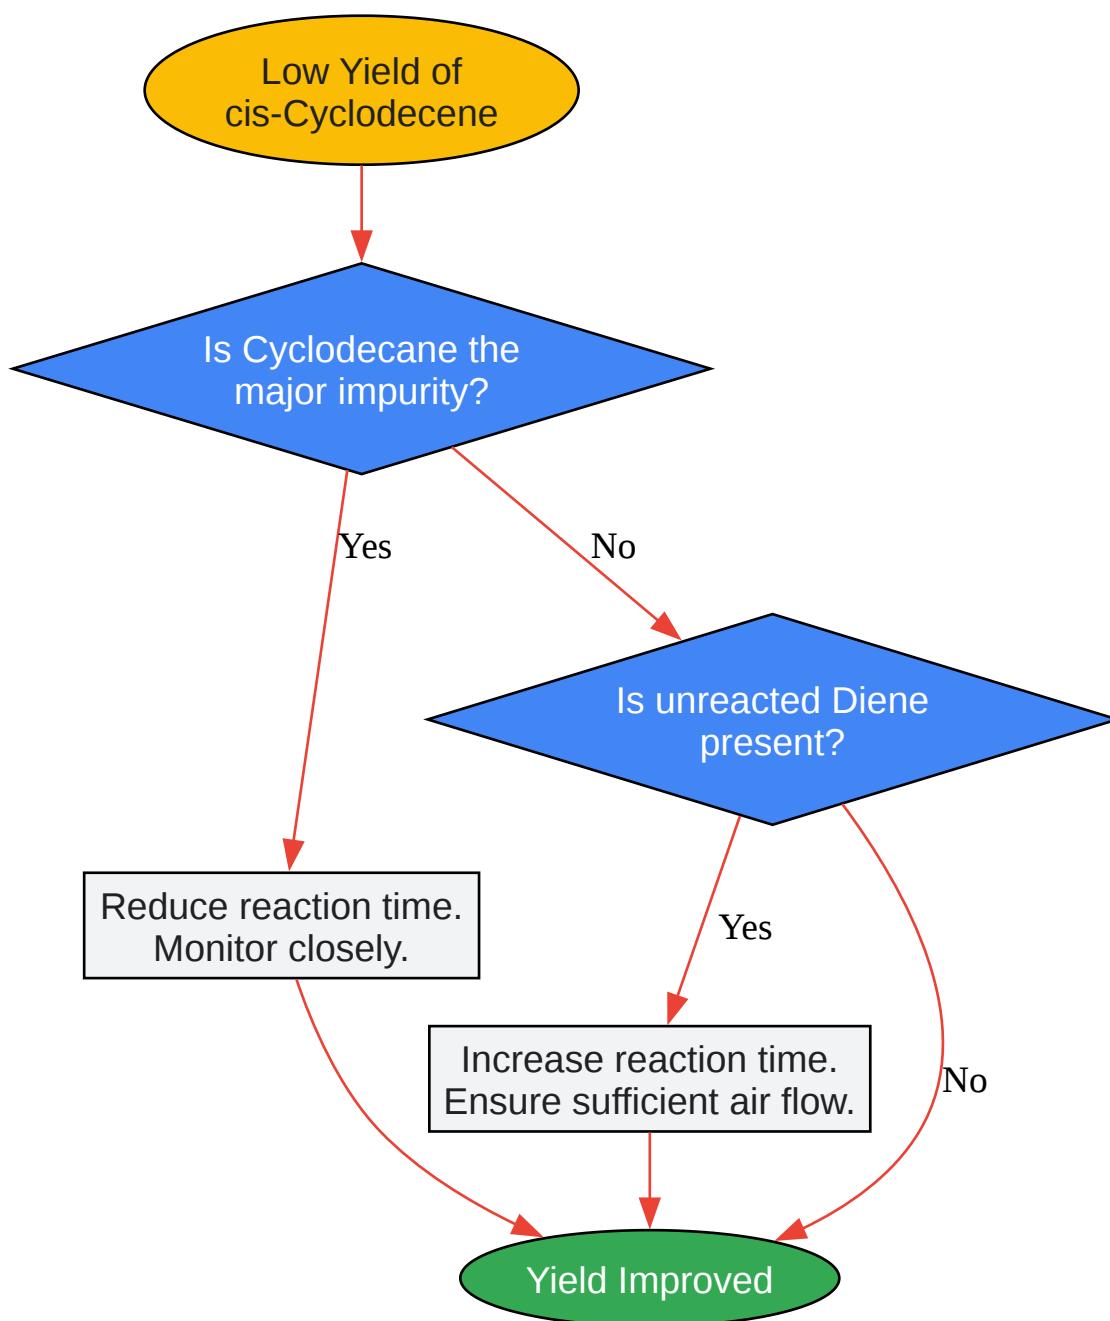 Low Yield of
cis-Cyclodecene
Is Cyclodecane the
major impurity?
Yes
No
Is unreacted Diene
present?
Reduce reaction time.
Monitor closely.
Yes
Increase reaction time.
Ensure sufficient air flow.
No
Yield Improved